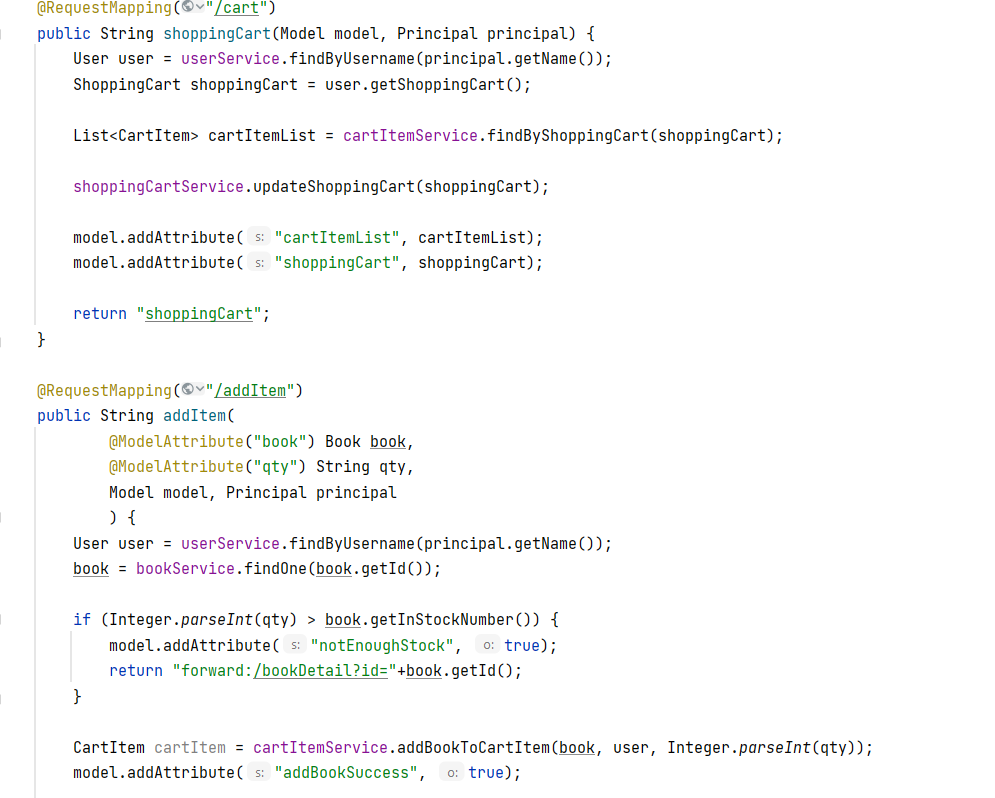 @RequestMapping("/cart")
public String shoppingCart(Model model, Principal principal) {
    User user = userService.findByUsername(principal.getName());
    ShoppingCart shoppingCart = user.getShoppingCart();

    List<CartItem> cartItemList = cartItemService.findByShoppingCart(shoppingCart);

    shoppingCartService.updateShoppingCart(shoppingCart);

    model.addAttribute( s: "cartItemList", cartItemList);
    model.addAttribute( s: "shoppingCart", shoppingCart);

    return "shoppingCart";
}

@RequestMapping("/addItem")
public String addItem(
        @ModelAttribute("book") Book book,
        @ModelAttribute("qty") String qty,
        Model model, Principal principal
        ) {
    User user = userService.findByUsername(principal.getName());
    book = bookService.findOne(book.getId());

    if (Integer.parseInt(qty) > book.getInStockNumber()) {
        model.addAttribute( s: "notEnoughStock", o: true);
        return "forward:/bookDetail?id="+book.getId();
    }

    CartItem cartItem = cartItemService.addBookToCartItem(book, user, Integer.parseInt(qty));
    model.addAttribute( s: "addBookSuccess", o: true);